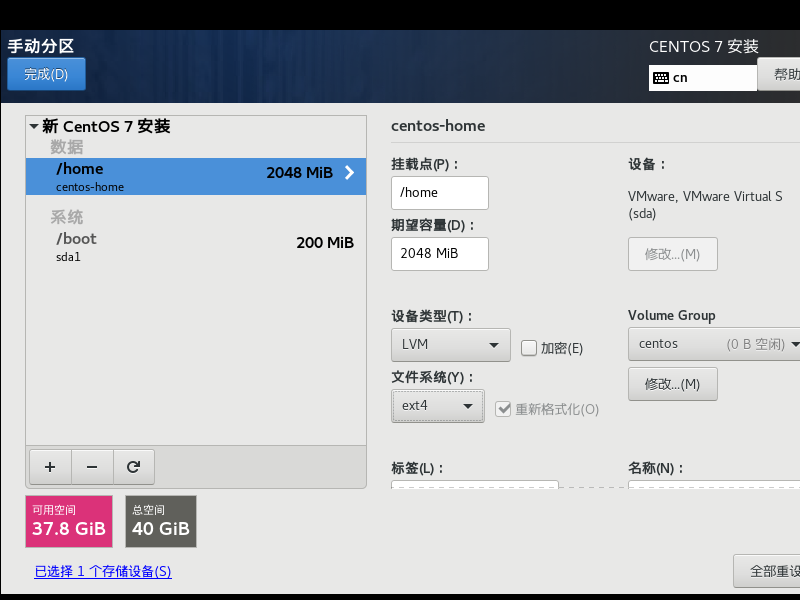 手动分区
CENTOS 7 安装
完成(D)
cn
帮助
新 CentOS 7 安装
数据
/home
2048 MiB
centos-home
系统
/boot
200 MiB
sda1
centos-home
挂载点(P)：
/home
期望容量(D)：
2048 MiB
设备：
VMware, VMware Virtual S
(sda)
修改...(M)
设备类型(T)：
LVM
加密(E)
Volume Group
centos
(0 B 空闲)
文件系统(Y)：
ext4
重新格式化(O)
修改...(M)
标签(L)：
名称(N)：
可用空间
37.8 GiB
总空间
40 GiB
已选择 1 个存储设备(S)
全部重设